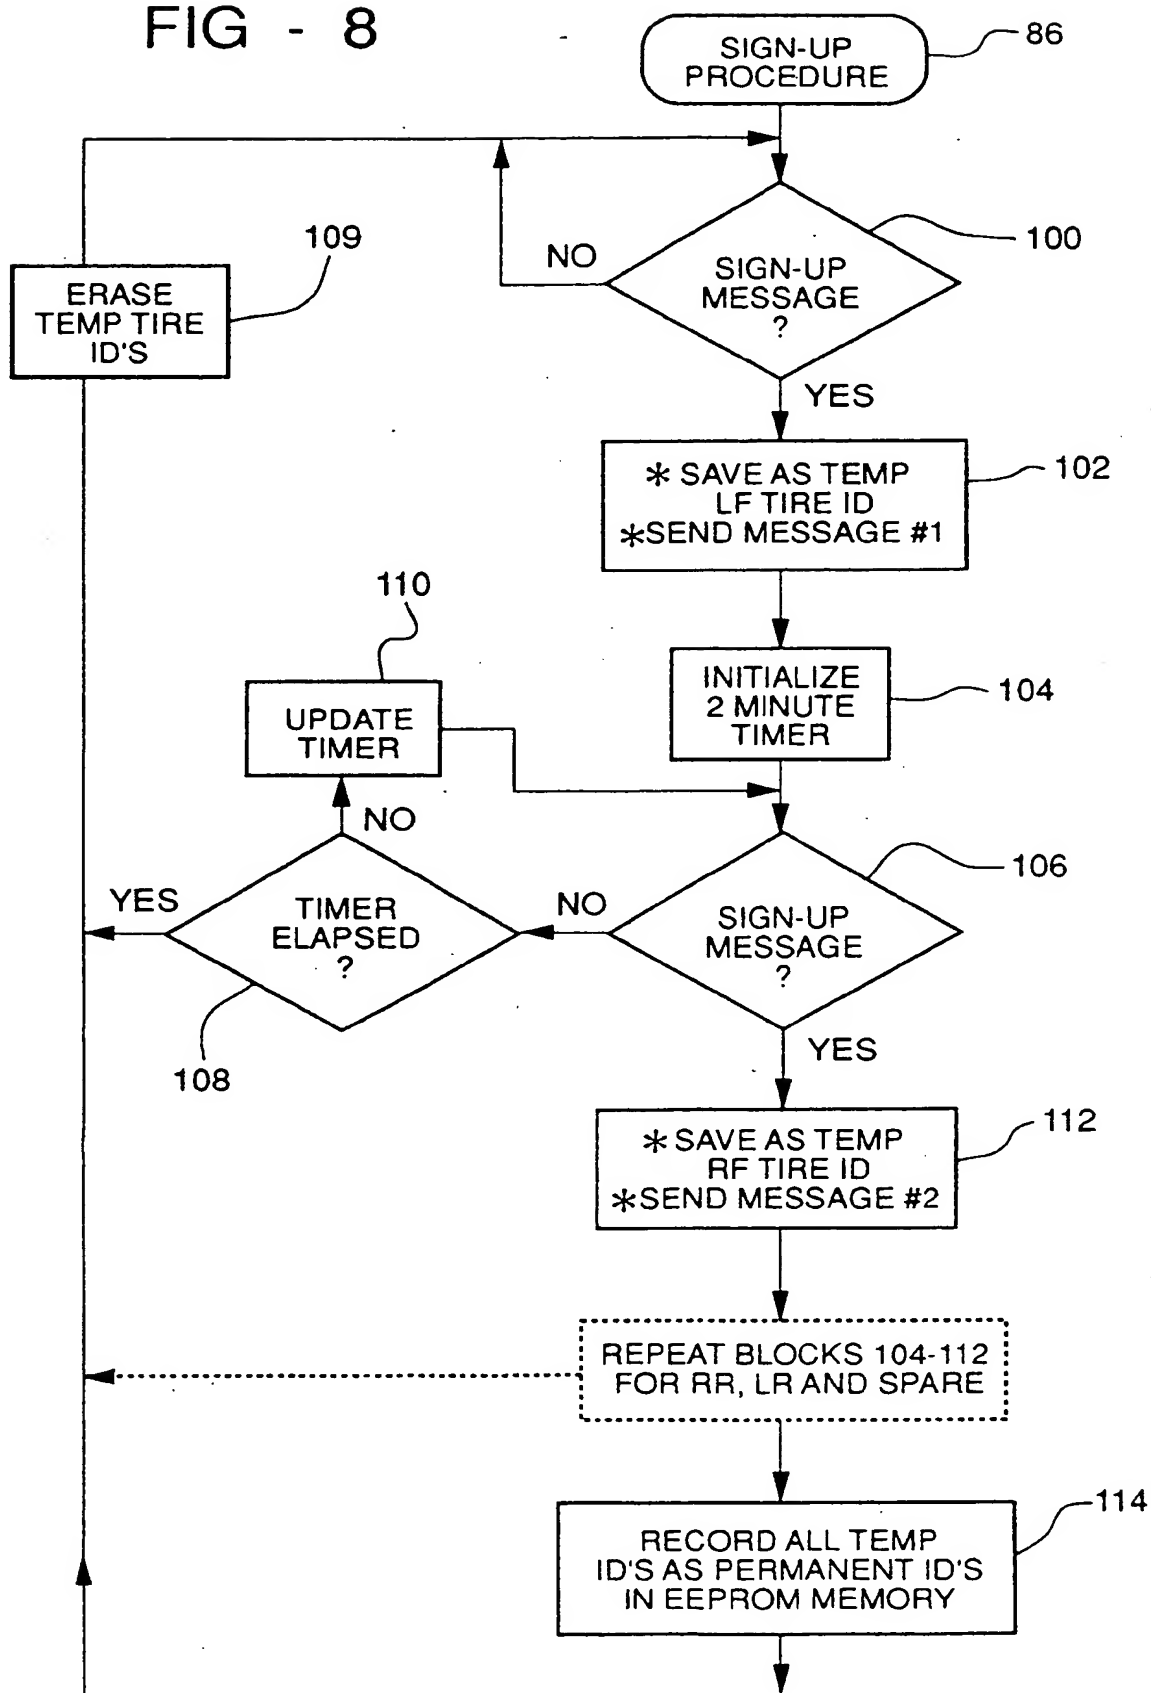 FIG - 8
SIGN-UP
PROCEDURE
86
109
ERASE
TEMP TIRE
ID'S
NO
SIGN-UP
MESSAGE
?
100
YES
* SAVE AS TEMP
LF TIRE ID
*SEND MESSAGE #1
102
110
UPDATE
TIMER
INITIALIZE
2 MINUTE
TIMER
104
NO
YES
TIMER
ELAPSED
?
108
NO
SIGN-UP
MESSAGE
?
106
YES
* SAVE AS TEMP
RF TIRE ID
*SEND MESSAGE #2
112
REPEAT BLOCKS 104-112
FOR RR, LR AND SPARE
RECORD ALL TEMP
ID'S AS PERMANENT ID'S
IN EEPROM MEMORY
114